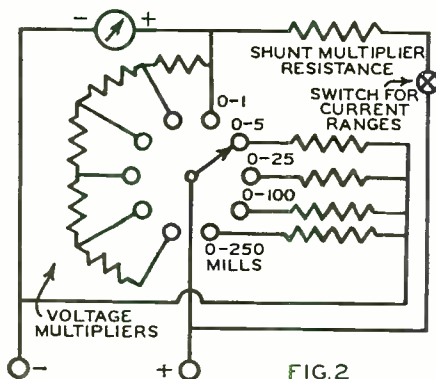 - +
SHUNT MULTIPLIER
RESISTANCE
SWITCH FOR
CURRENT
RANGES
0-1
0-5
0-25
0-100
0-250
MILLS
VOLTAGE
MULTIPLIERS
- +
FIG.2